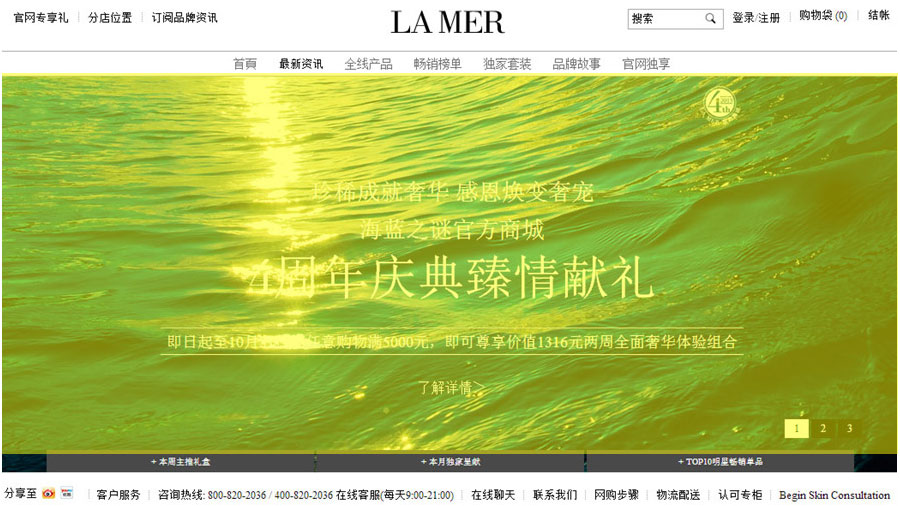 官网专享礼 | 分店位置 | 订阅品牌资讯
LA MER
搜索
登录/注册 | 购物袋 (0) | 结帐
首頁 最新资讯 全线产品 畅销榜单 独家套装 品牌故事 官网独享
4
th
珍稀成就奢华 感恩焕变奢宠
海蓝之谜官方商城
4周年庆典臻情献礼
即日起至10月 任意购物满5000元，即可尊享价值1316元两周全面奢华体验组合
了解详情>
1 2 3
+ 本周主推礼盒 + 本月独家呈献 + TOP10明星畅销单品
分享至 | 客户服务 | 咨询热线: 800-820-2036 / 400-820-2036 在线客服(每天9:00-21:00) | 在线聊天 | 联系我们 | 网购步骤 | 物流配送 | 认可专柜 | Begin Skin Consultation